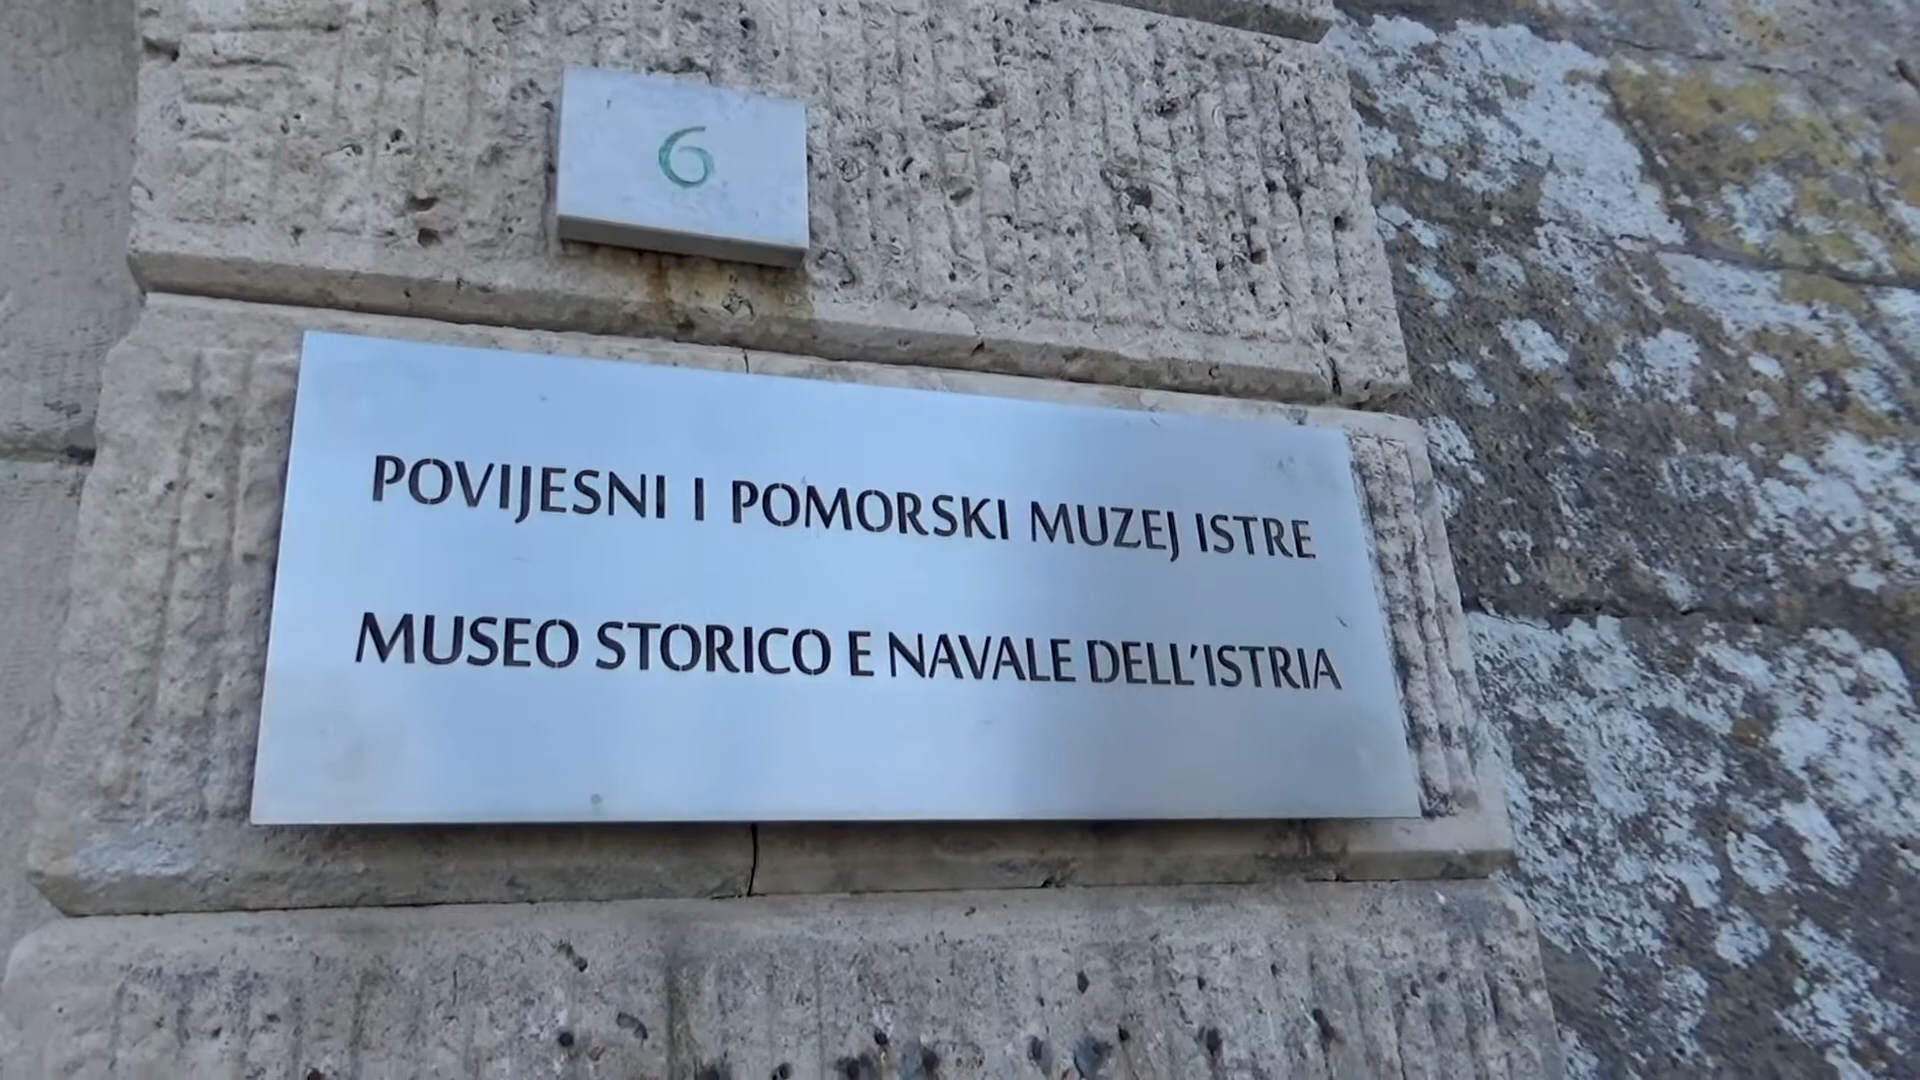 6
POVIJESNI I POMORSKI MUZEJ ISTRE
MUSEO STORICO E NAVALE DELL'ISTRIA